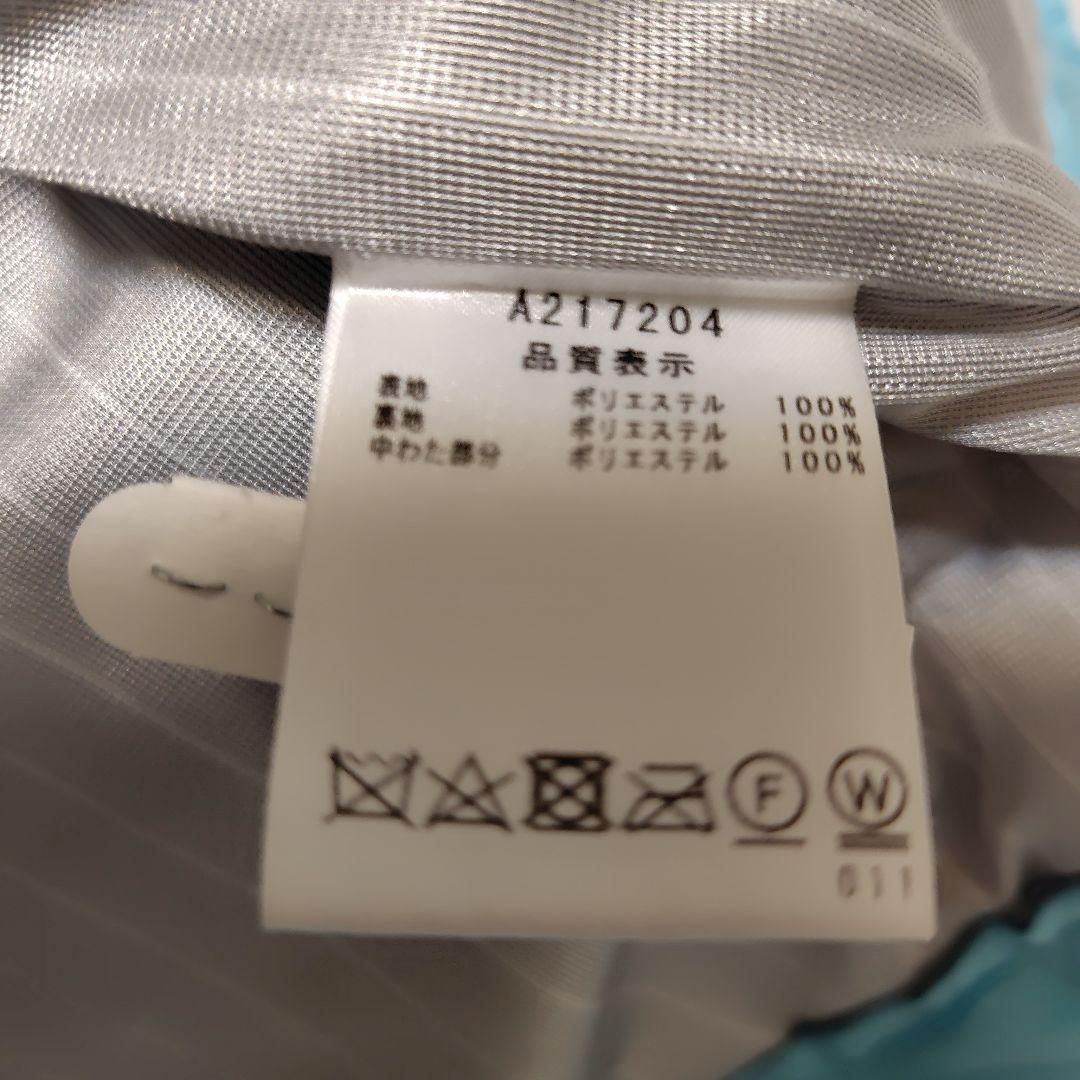 A217204
品質表示
表地 ポリエステル 100%
裏地 ポリエステル 100%
中わた部分 ポリエステル 100%
F W
011